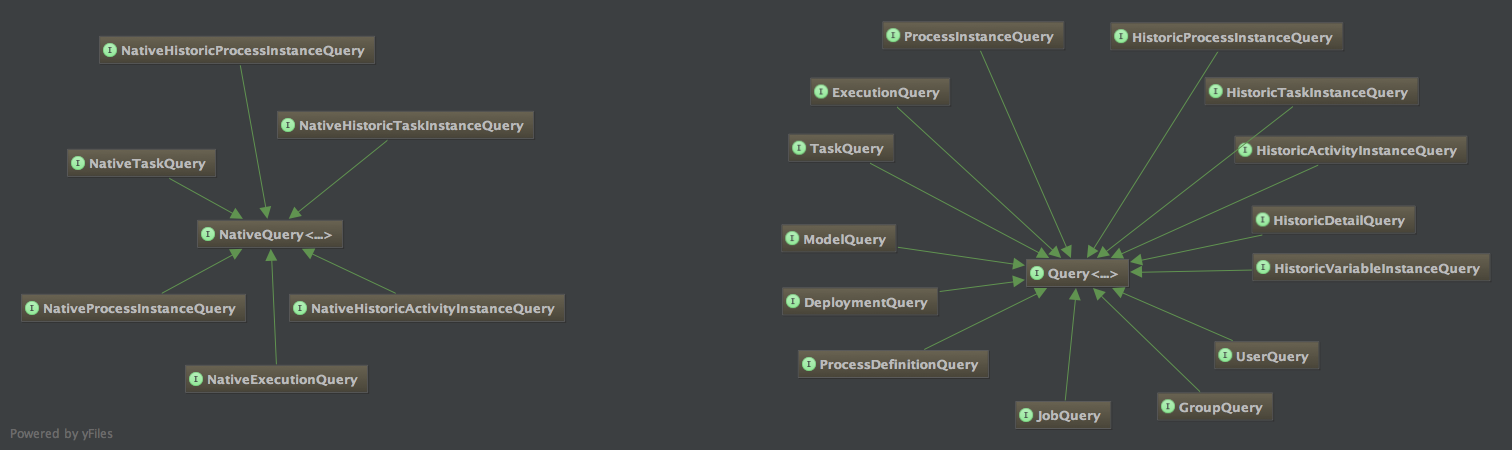 NativeHistoricProcessInstanceQuery
NativeHistoricTaskInstanceQuery
NativeTaskQuery
NativeQuery<...>
NativeProcessInstanceQuery
NativeHistoricActivityInstanceQuery
NativeExecutionQuery
ProcessInstanceQuery
HistoricProcessInstanceQuery
ExecutionQuery
HistoricTaskInstanceQuery
TaskQuery
HistoricActivityInstanceQuery
HistoricDetailQuery
ModelQuery
Query<...>
HistoricVariableInstanceQuery
DeploymentQuery
ProcessDefinitionQuery
UserQuery
JobQuery
GroupQuery
Powered by yFiles